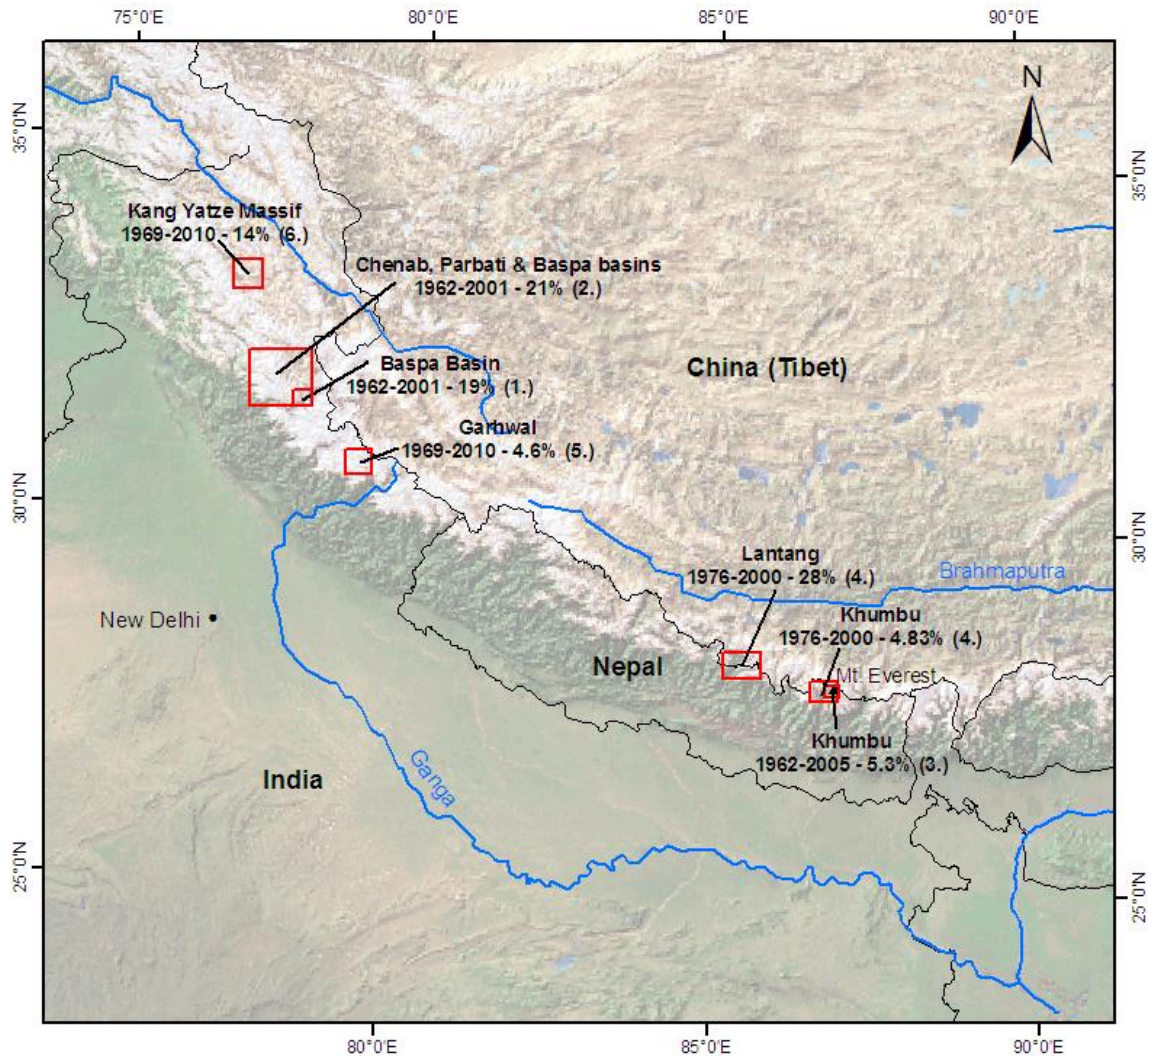 75°0'E 80°0'E 85°0'E 90°0'E
N
35°0'N
35°0'N
Kang Yatze Massif
1969-2010 - 14% (6.)
Chenab, Parbati & Baspa basins
1962-2001 - 21% (2.)
China (Tibet)
Baspa Basin
1962-2001 - 19% (1.)
Garhwal
1969-2010 - 4.6% (5.)
30°0'N
30°0'N
Lantang
1976-2000 - 28% (4.)
Brahmaputra
Khumbu
1976-2000 - 4.83% (4.)
New Delhi
Nepal
Mt. Everest
Khumbu
1962-2005 - 5.3% (3.)
India
Ganga
25°0'N
25°0'N
80°0'E 85°0'E 90°0'E